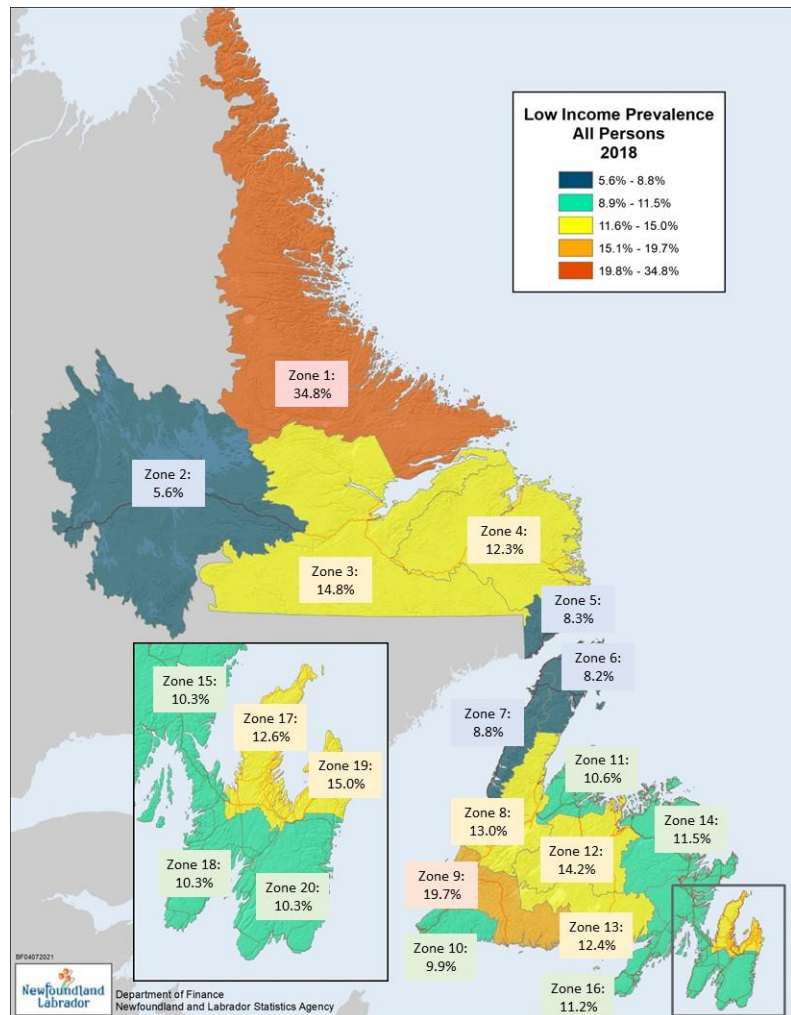 Low Income Prevalence
All Persons
2018
5.6% - 8.8%
8.9% - 11.5%
11.6% - 15.0%
15.1% - 19.7%
19.8% - 34.8%
Zone 1:
34.8%
Zone 2:
5.6%
Zone 4:
12.3%
Zone 3:
14.8%
Zone 5:
8.3%
Zone 6:
8.2%
Zone 7:
8.8%
Zone 15:
10.3%
Zone 17:
12.6%
Zone 19:
15.0%
Zone 18:
10.3%
Zone 20:
10.3%
Zone 11:
10.6%
Zone 8:
13.0%
Zone 14:
11.5%
Zone 12:
14.2%
Zone 9:
19.7%
Zone 13:
12.4%
Zone 10:
9.9%
Zone 16:
11.2%
BF04072021
Newfoundland
Labrador
Department of Finance
Newfoundland and Labrador Statistics Agency